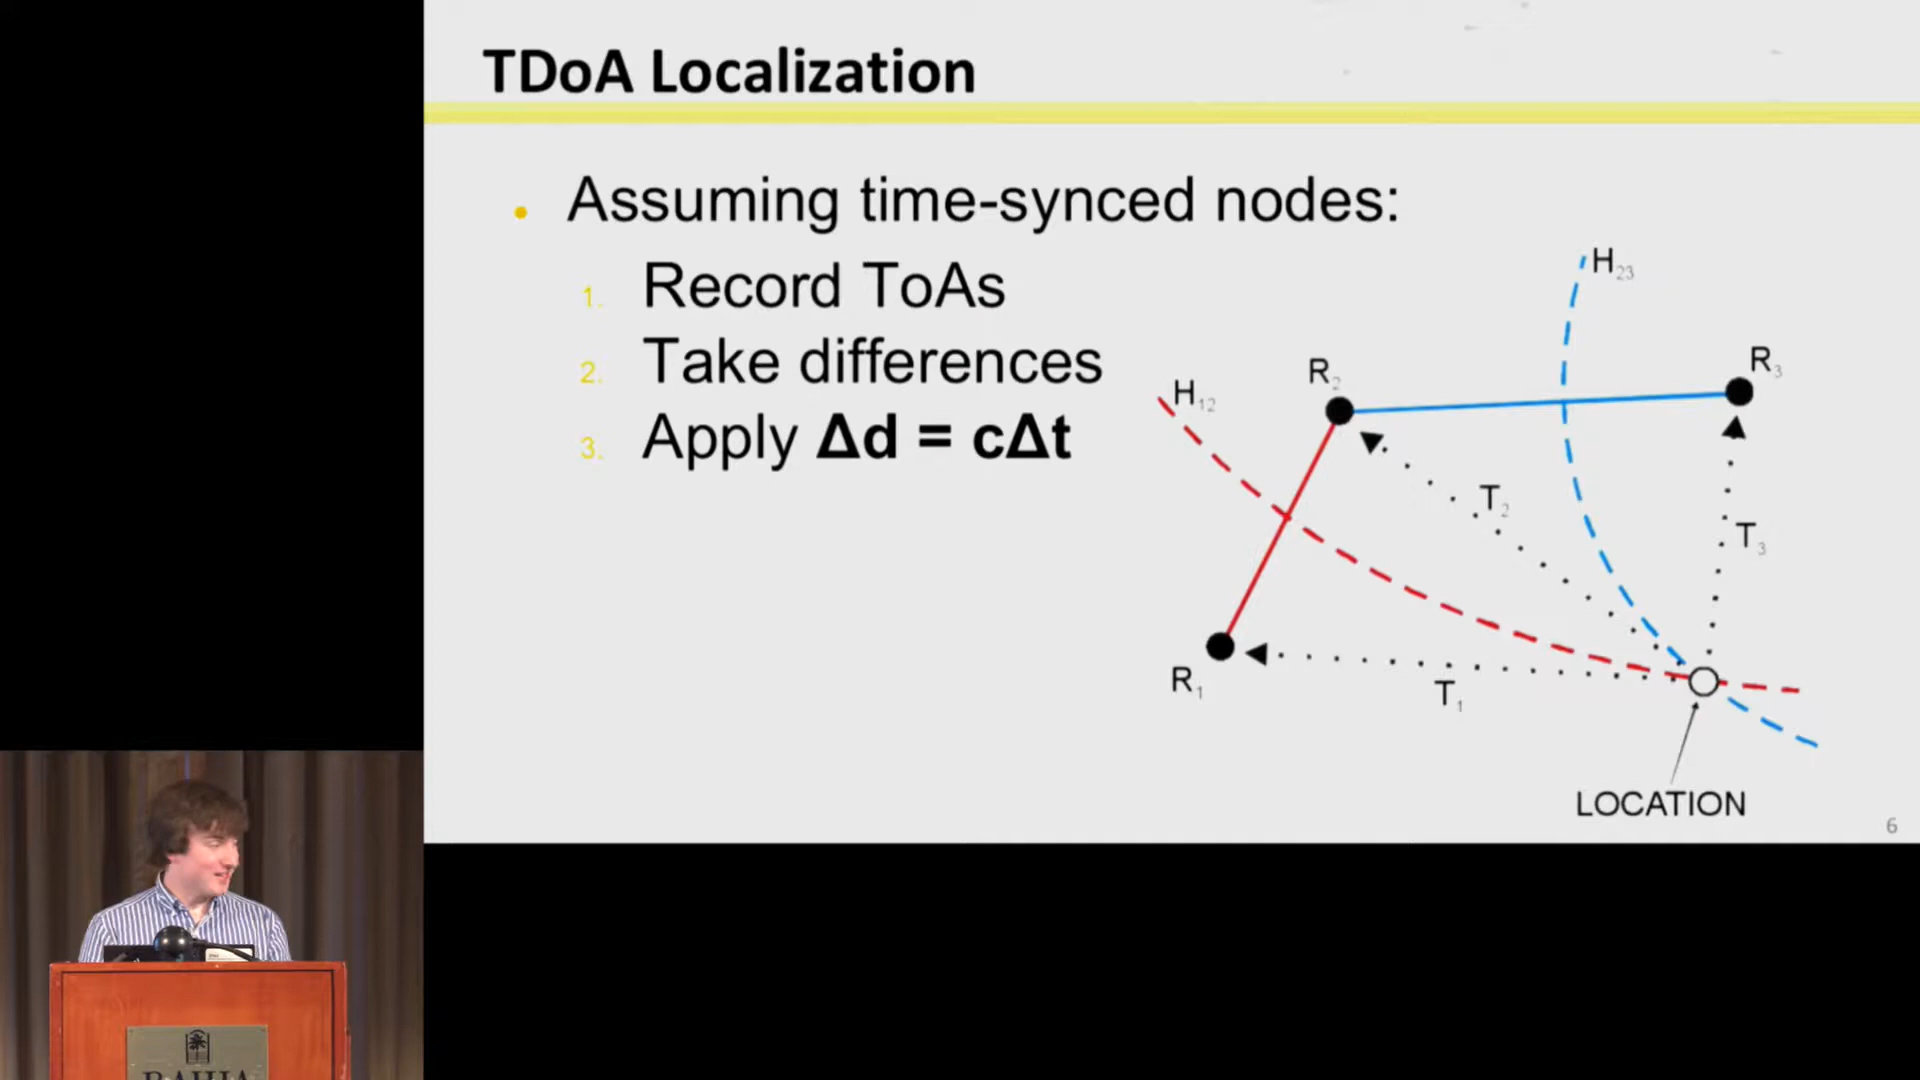 TDoA Localization
• Assuming time-synced nodes:
1. Record ToAs
2. Take differences
3. Apply Δd = cΔt
H23
R2
R3
H12
T2
T3
R1
T1
LOCATION
6
BAHIA